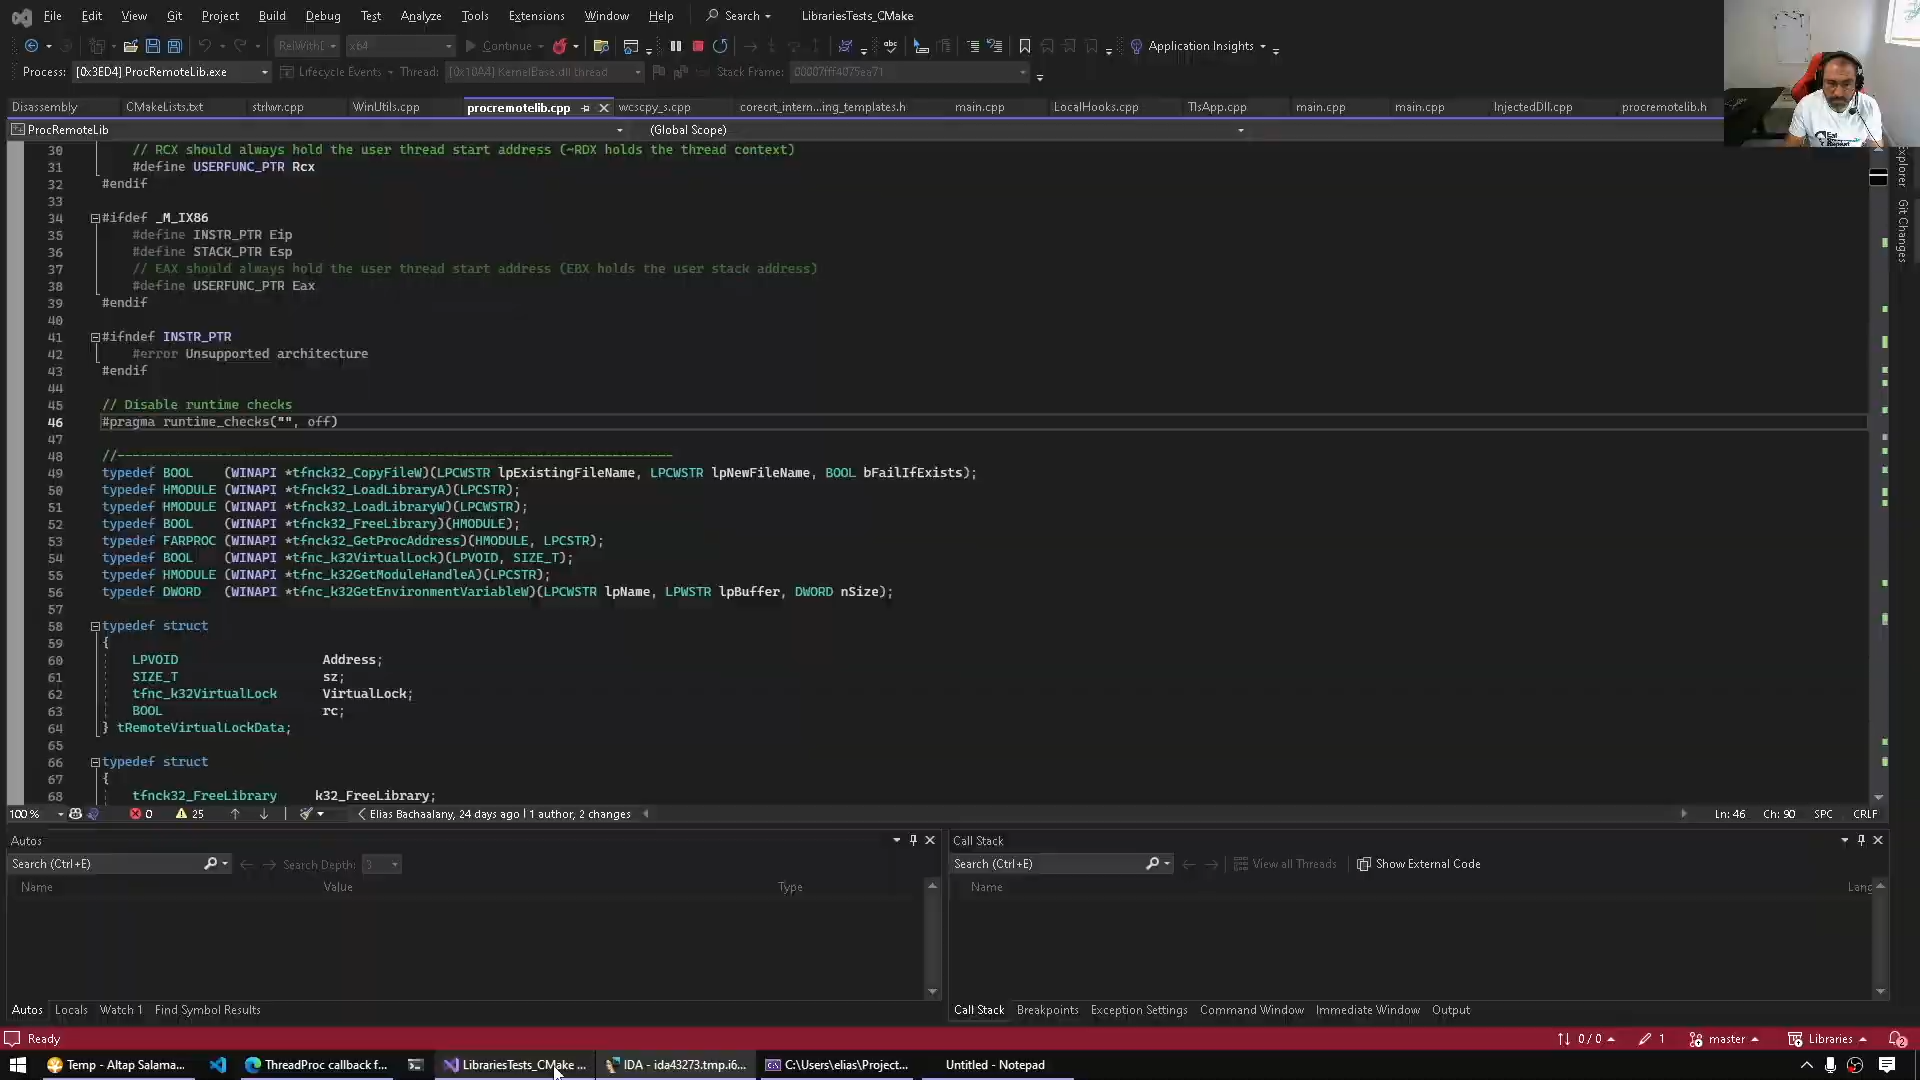 File Edit View Git Project Build Debug Test Analyze Tools Extensions Window Help Search LibrariesTests_CMake
RelWithl x64 Continue Application Insights
Process: [0x3ED4] ProcRemoteLib.exe Lifecycle Events Thread: [0x10A4] KernelBase.dll thread Stack Frame: 00007fff4075ea71
Disassembly CMakeLists.txt strlwr.cpp WinUtils.cpp procremotelib.cpp wcscpy_s.cpp corecrt_intern...ing_templates.h main.cpp LocalHooks.cpp TlsApp.cpp main.cpp main.cpp InjectedDll.cpp procremotelib.h
ProcRemoteLib (Global Scope)
30 // RCX should always hold the user thread start address (~RDX holds the thread context)
31 #define USERFUNC_PTR Rcx
32 #endif
33
34 #ifdef _M_IX86
35 #define INSTR_PTR Eip
36 #define STACK_PTR Esp
37 // EAX should always hold the user thread start address (EBX holds the user stack address)
38 #define USERFUNC_PTR Eax
39 #endif
40
41 #ifndef INSTR_PTR
42 #error Unsupported architecture
43 #endif
44
45 // Disable runtime checks
46 #pragma runtime_checks("", off)
47
48 //-------------------------------------------------------------------------
49 typedef BOOL (WINAPI *tfnck32_CopyFileW)(LPCWSTR lpExistingFileName, LPCWSTR lpNewFileName, BOOL bFailIfExists);
50 typedef HMODULE (WINAPI *tfnck32_LoadLibraryA)(LPCSTR);
51 typedef HMODULE (WINAPI *tfnck32_LoadLibraryW)(LPCWSTR);
52 typedef BOOL (WINAPI *tfnck32_FreeLibrary)(HMODULE);
53 typedef FARPROC (WINAPI *tfnck32_GetProcAddress)(HMODULE, LPCSTR);
54 typedef BOOL (WINAPI *tfnc_k32VirtualLock)(LPVOID, SIZE_T);
55 typedef HMODULE (WINAPI *tfnc_k32GetModuleHandleA)(LPCSTR);
56 typedef DWORD (WINAPI *tfnc_k32GetEnvironmentVariableW)(LPCWSTR lpName, LPWSTR lpBuffer, DWORD nSize);
57
58 typedef struct
59 {
60 LPVOID Address;
61 SIZE_T sz;
62 tfnc_k32VirtualLock VirtualLock;
63 BOOL rc;
64 } tRemoteVirtualLockData;
65
66 typedef struct
67 {
68 tfnck32_FreeLibrary k32_FreeLibrary;
Explorer
Git Changes
100 % 0 25 Elias Bachaalany, 24 days ago | 1 author, 2 changes Ln: 46 Ch: 90 SPC CRLF
Autos
Search (Ctrl+E) Search Depth: 3
Name Value Type
Call Stack
Search (Ctrl+E) View all Threads Show External Code
Name Lang
Autos Locals Watch 1 Find Symbol Results
Call Stack Breakpoints Exception Settings Command Window Immediate Window Output
Ready 0 / 0 1 master Libraries 2
Temp - Altap Salama... ThreadProc callback f... LibrariesTests_CMake ... IDA - ida43273.tmp.i6... C:\Users\elias\Project... Untitled - Notepad